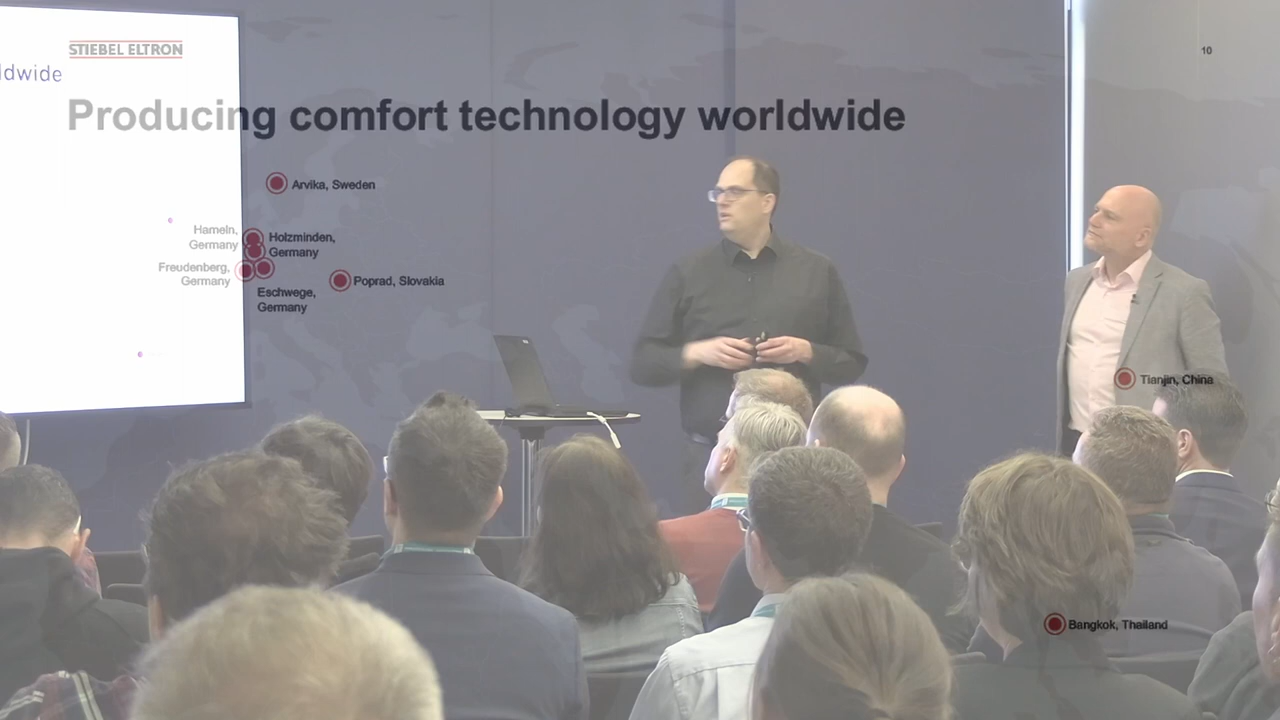 STIEBEL ELTRON
10
ldwide
Producing comfort technology worldwide
Arvika, Sweden
Hameln,
Germany
Holzminden,
Germany
Freudenberg,
Germany
Poprad, Slovakia
Eschwege,
Germany
Tianjin, China
Bangkok, Thailand